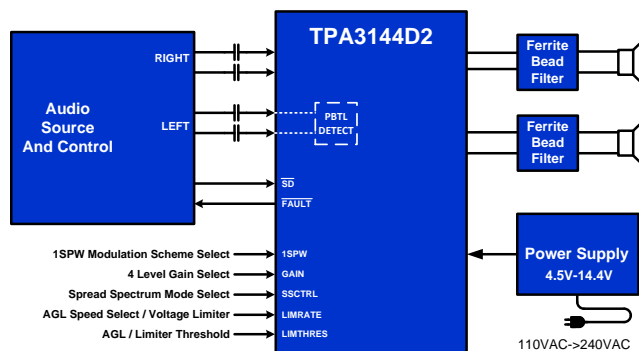 TPA3144D2
Audio
Source
And Control
RIGHT
LEFT
PBTL
DETECT
SD
FAULT
1SPW Modulation Scheme Select
4 Level Gain Select
Spread Spectrum Mode Select
AGL Speed Select / Voltage Limiter
AGL / Limiter Threshold
1SPW
GAIN
SSCTRL
LIMRATE
LIMTHRES
Ferrite
Bead
Filter
Ferrite
Bead
Filter
Power Supply
4.5V-14.4V
110VAC->240VAC